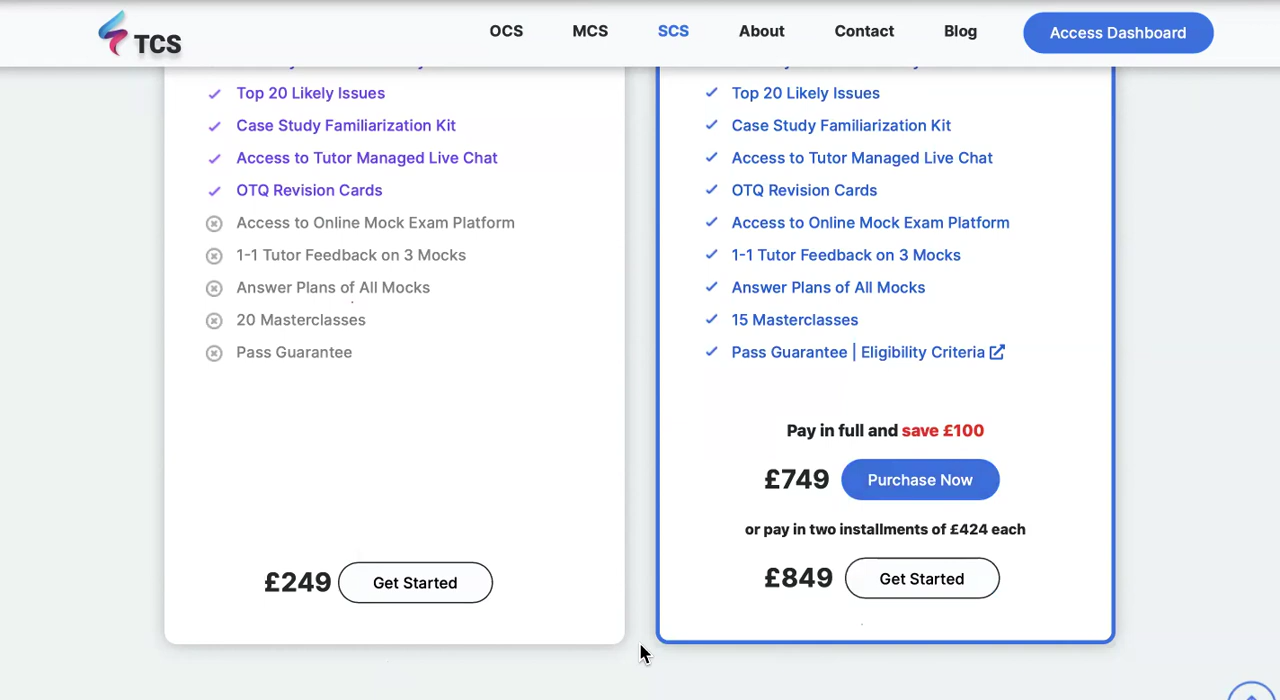 TCS
OCS
MCS
SCS
About
Contact
Blog
Access Dashboard
Top 20 Likely Issues
Case Study Familiarization Kit
Access to Tutor Managed Live Chat
OTQ Revision Cards
Access to Online Mock Exam Platform
1-1 Tutor Feedback on 3 Mocks
Answer Plans of All Mocks
20 Masterclasses
Pass Guarantee
£249 Get Started
Top 20 Likely Issues
Case Study Familiarization Kit
Access to Tutor Managed Live Chat
OTQ Revision Cards
Access to Online Mock Exam Platform
1-1 Tutor Feedback on 3 Mocks
Answer Plans of All Mocks
15 Masterclasses
Pass Guarantee | Eligibility Criteria
Pay in full and save £100
£749 Purchase Now
or pay in two installments of £424 each
£849 Get Started